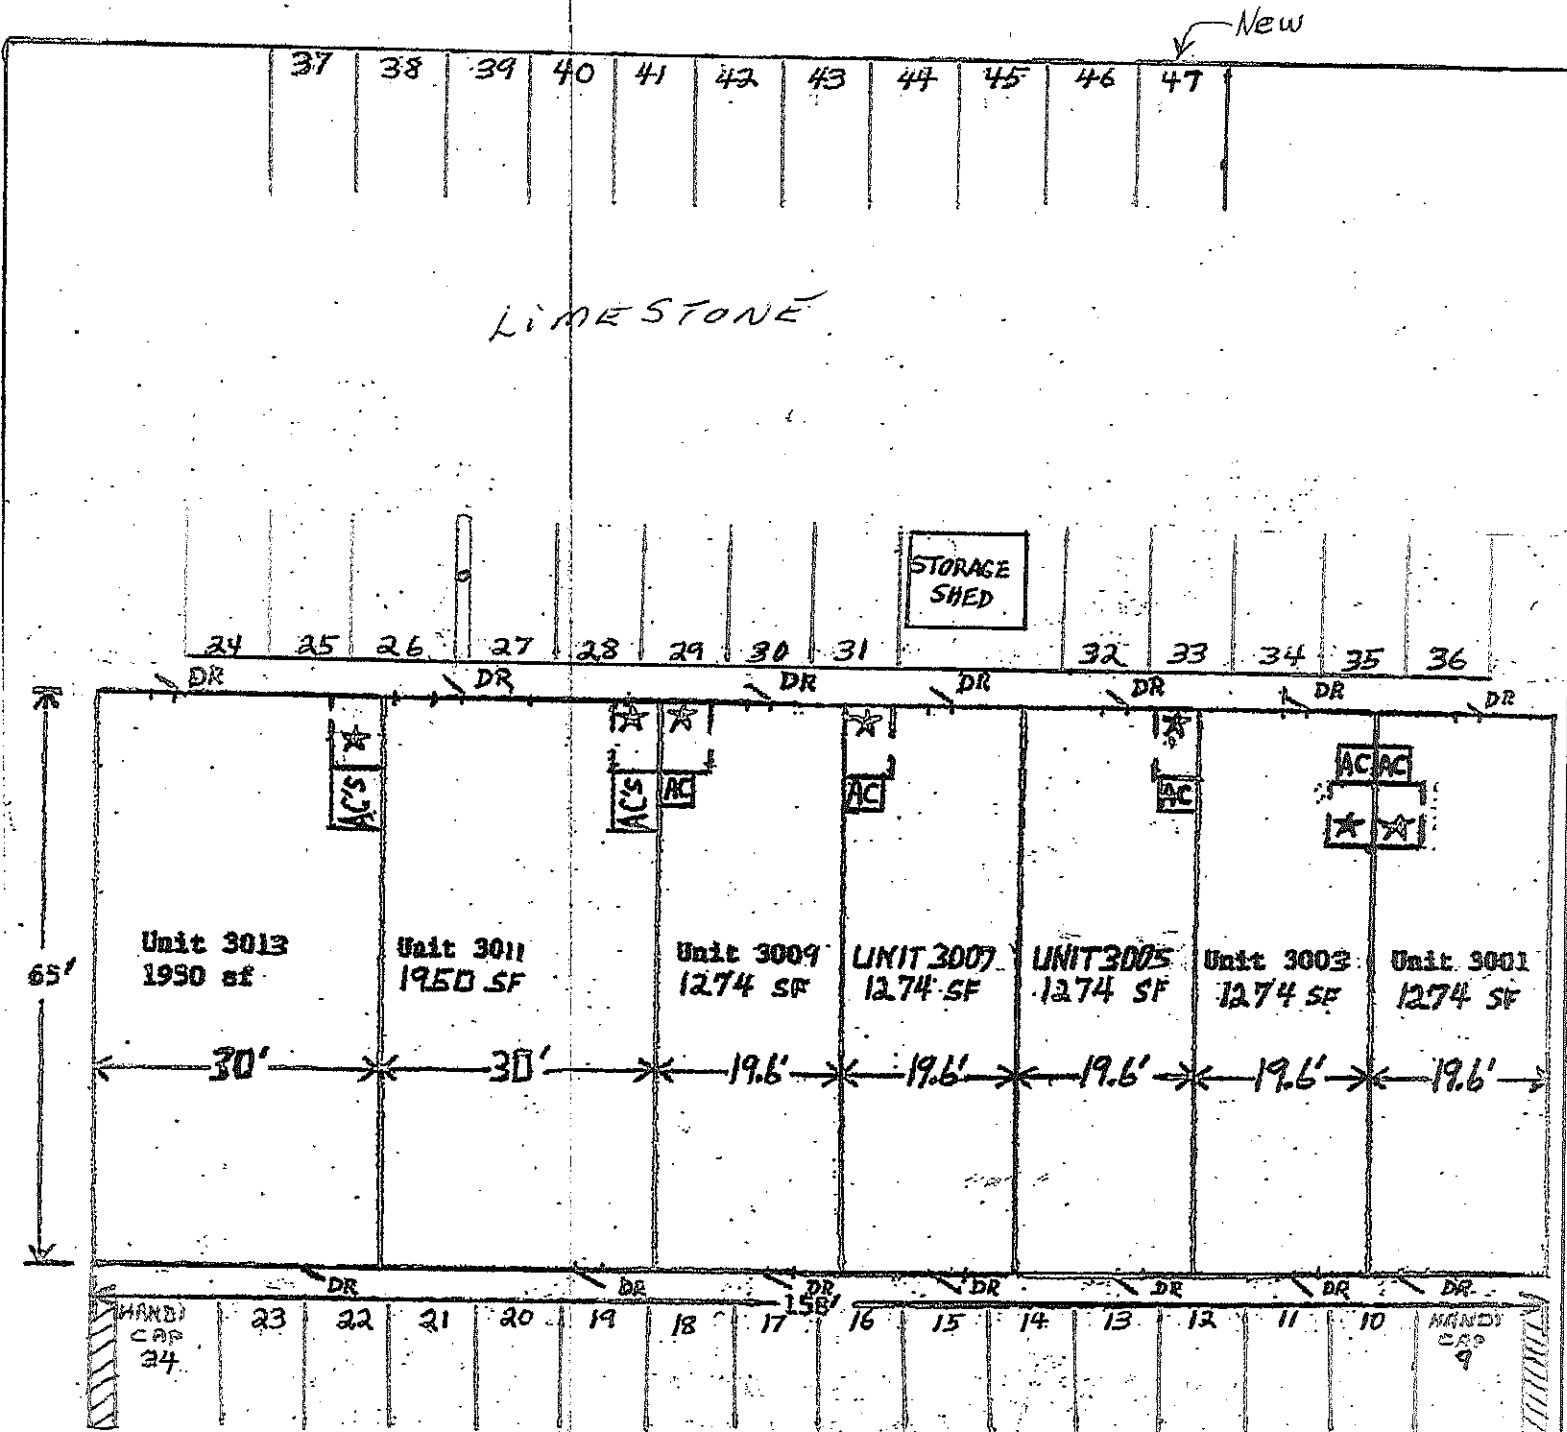 New
37 38 39 40 41 42 43 44 45 46 47
LiMESTONE
STORAGE
SHED
24 25 26 27 28 29 30 31 32 33 34 35 36
DR DR DR DR DR DR DR
AC AC
AC'S AC'S AC AC AC
Unit 3013 Unit 3011 Unit 3009 UNIT 3007 UNIT 3005 Unit 3003 Unit 3001
65' 1950 sf 1950 SF 1274 SF 1274 SF 1274 SF 1274 SF 1274 SF
30' 30' 19.6' 19.6' 19.6' 19.6' 19.6'
DR DR DR DR DR DR DR
158'
HANDI 23 22 21 20 19 18 17 16 15 14 13 12 11 10 HANDI
CAP CAP
24 9